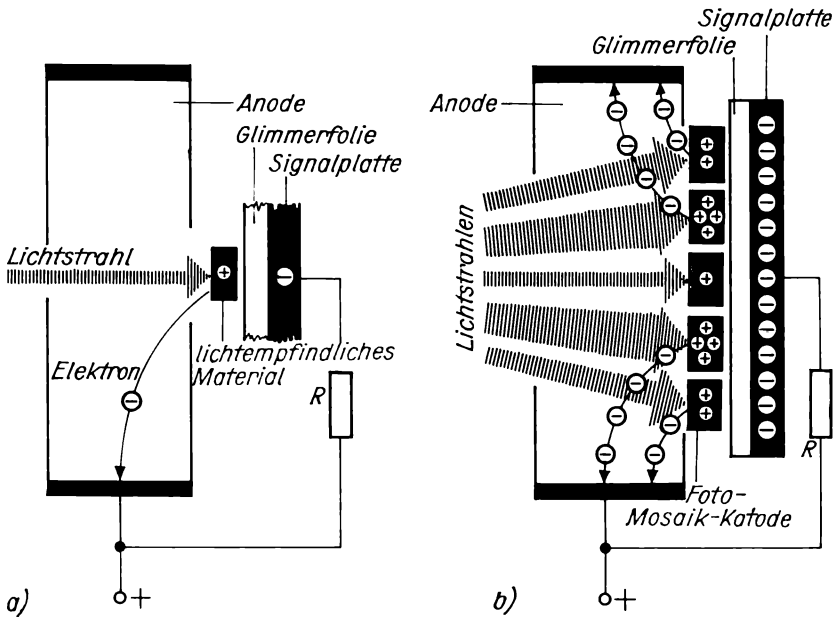 Anode
Glimmerfolie
Signalplatte
Lichtstrahl
+
−
lichtempfindliches
Material
Elektron
−
R
a)
+
Signalplatte
Glimmerfolie
Anode
Lichtstrahlen
− −
− −
−
−
− −
−
− −
−
+ +
+ + + +
+
+ + + +
+ +
− − − − − − − − − − − − −
R
Foto-
Mosaik-Katode
b)
+